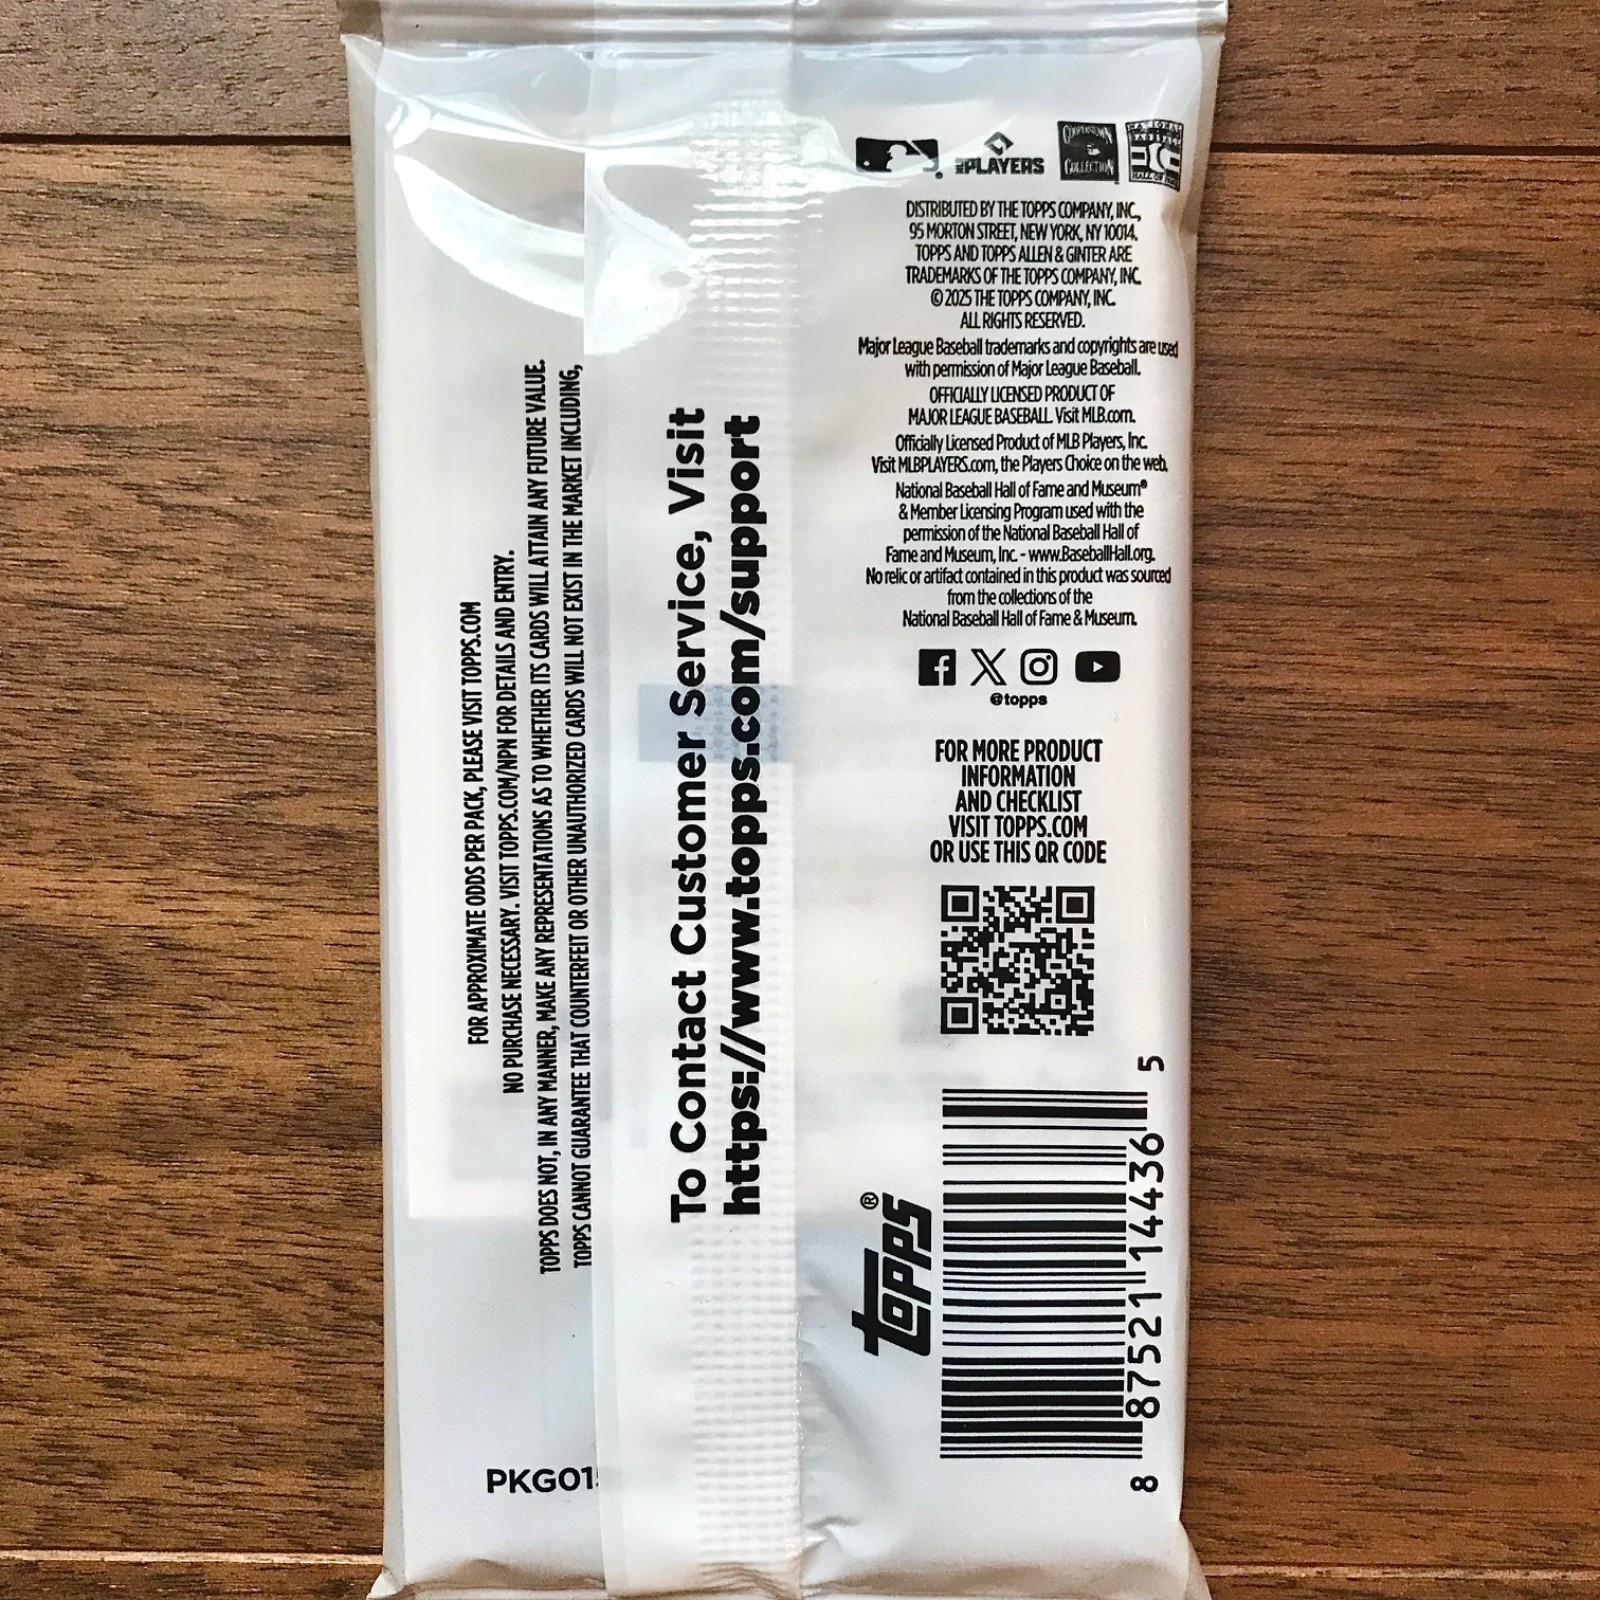 FOR APPROXIMATE ODDS PER PACK, PLEASE VISIT TOPPS.COM
NO PURCHASE NECESSARY. VISIT TOPPS.COM/NPN FOR DETAILS AND ENTRY.
TOPPS DOES NOT, IN ANY MANNER, MAKE ANY REPRESENTATIONS AS TO WHETHER ITS CARDS WILL ATTAIN ANY FUTURE VALUE.
TOPPS CANNOT GUARANTEE THAT COUNTERFEIT OR OTHER UNAUTHORIZED CARDS WILL NOT EXIST IN THE MARKET INCLUDING,
PKG01
To Contact Customer Service, Visit
https://www.topps.com/support
PLAYERS
COOPERSTOWN
COLLECTION
NATIONAL
BASEBALL
HALL OF FAME
DISTRIBUTED BY THE TOPPS COMPANY, INC.,
95 MORTON STREET, NEW YORK, NY 10014.
TOPPS AND TOPPS ALLEN & GINTER ARE
TRADEMARKS OF THE TOPPS COMPANY, INC.
© 2025 THE TOPPS COMPANY, INC.
ALL RIGHTS RESERVED.
Major League Baseball trademarks and copyrights are used
with permission of Major League Baseball.
OFFICIALLY LICENSED PRODUCT OF
MAJOR LEAGUE BASEBALL. Visit MLB.com.
Officially Licensed Product of MLB Players, Inc.
Visit MLBPLAYERS.com, the Players Choice on the web.
National Baseball Hall of Fame and Museum®
& Member Licensing Program used with the
permission of the National Baseball Hall of
Fame and Museum, Inc. - www.BaseballHall.org.
No relic or artifact contained in this product was sourced
from the collections of the
National Baseball Hall of Fame & Museum.
@topps
FOR MORE PRODUCT
INFORMATION
AND CHECKLIST
VISIT TOPPS.COM
OR USE THIS QR CODE
topps®
8 87521 14436 5